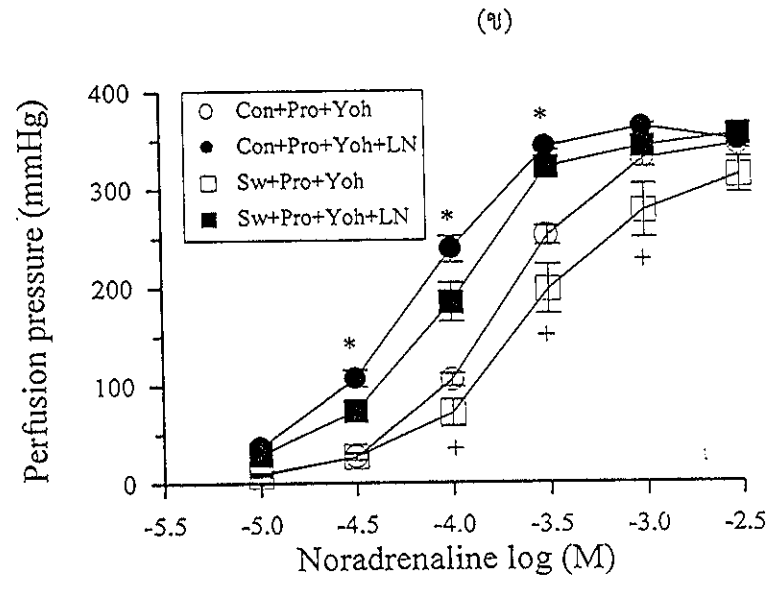 (ข)
Perfusion pressure (mmHg)
400
300
200
100
0
Con+Pro+Yoh
Con+Pro+Yoh+LN
Sw+Pro+Yoh
Sw+Pro+Yoh+LN
*
*
*
+
+
+
-5.5 -5.0 -4.5 -4.0 -3.5 -3.0 -2.5
Noradrenaline log (M)